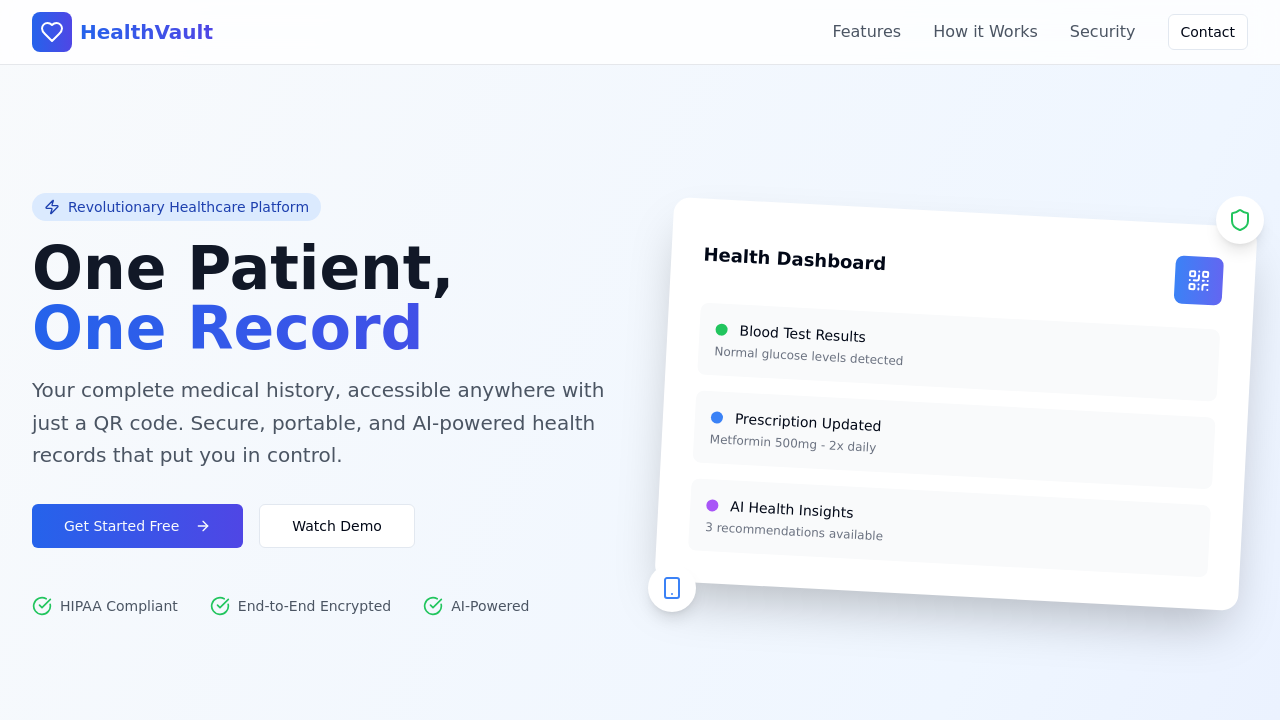 HealthVault
Features
How it Works
Security
Contact
Revolutionary Healthcare Platform
One Patient,
One Record
Your complete medical history, accessible anywhere with
just a QR code. Secure, portable, and AI-powered health
records that put you in control.
Get Started Free
Watch Demo
HIPAA Compliant
End-to-End Encrypted
AI-Powered
Health Dashboard
Blood Test Results
Normal glucose levels detected
Prescription Updated
Metformin 500mg - 2x daily
AI Health Insights
3 recommendations available